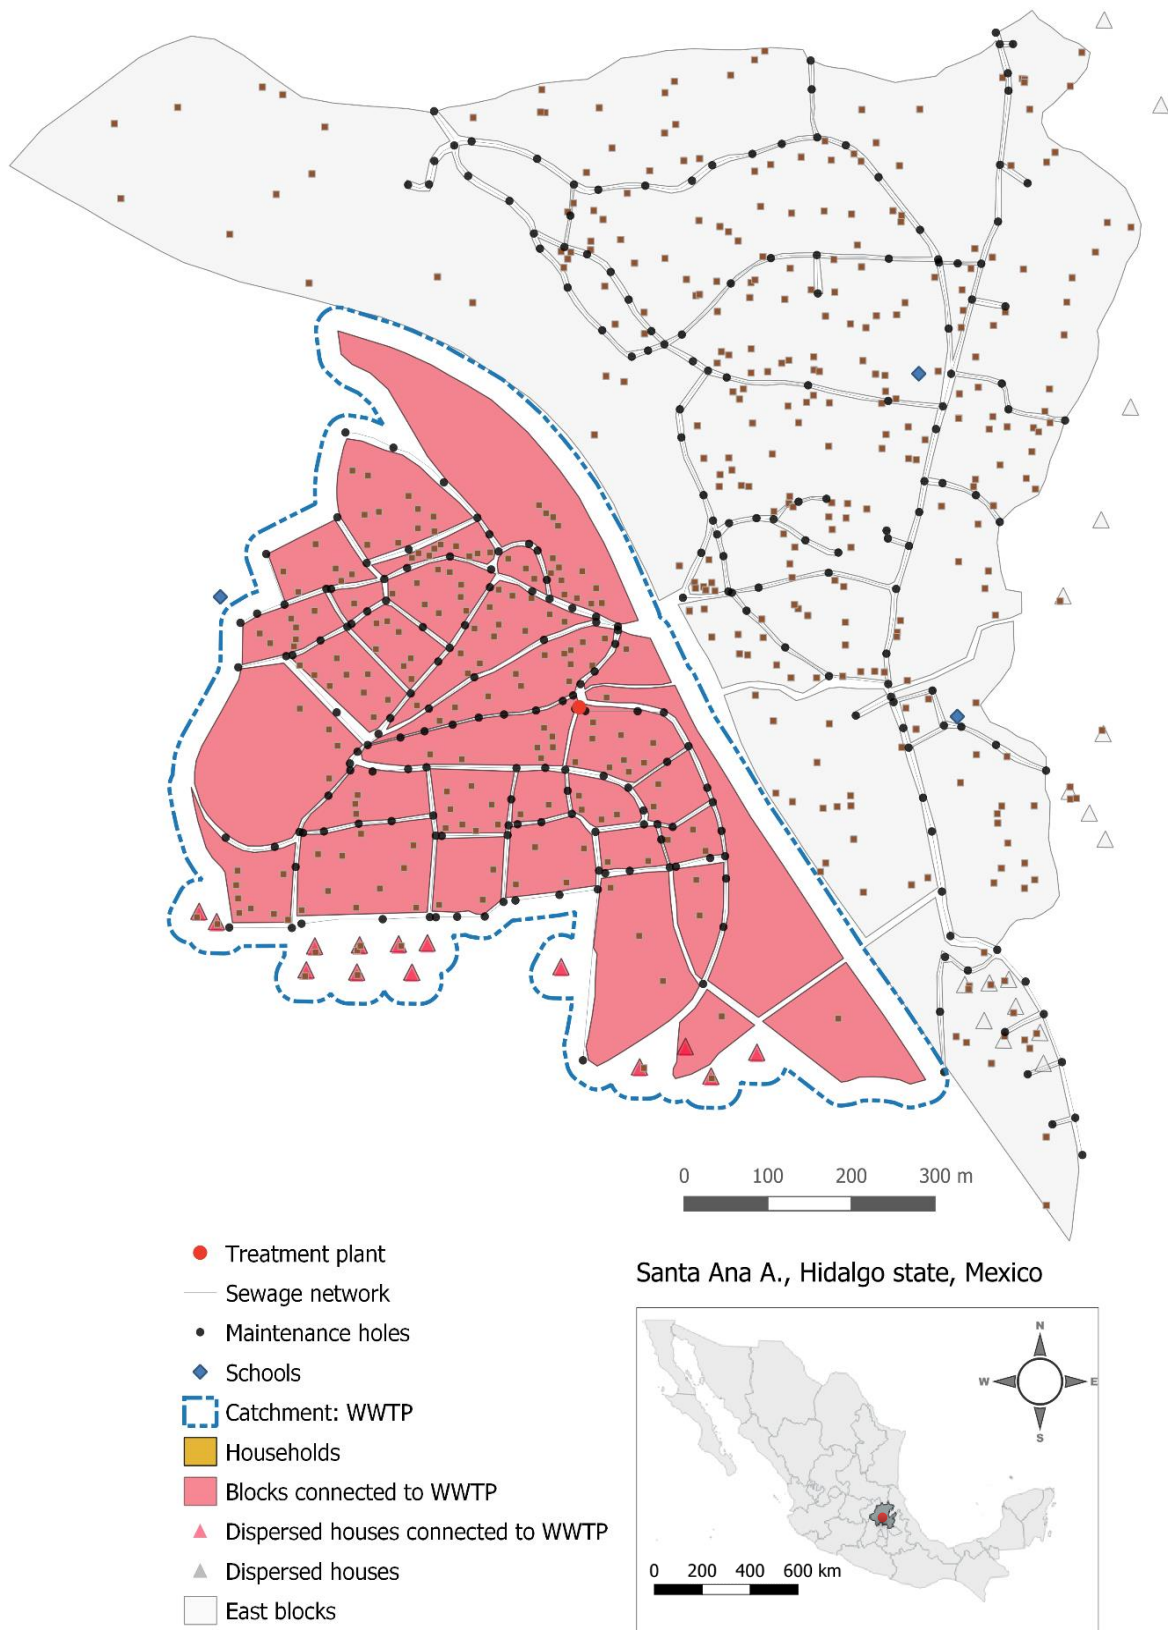 0 100 200 300 m
Treatment plant
Sewage network
Maintenance holes
Schools
Catchment: WWTP
Households
Blocks connected to WWTP
Dispersed houses connected to WWTP
Dispersed houses
East blocks
Santa Ana A., Hidalgo state, Mexico
N
W E
S
0 200 400 600 km